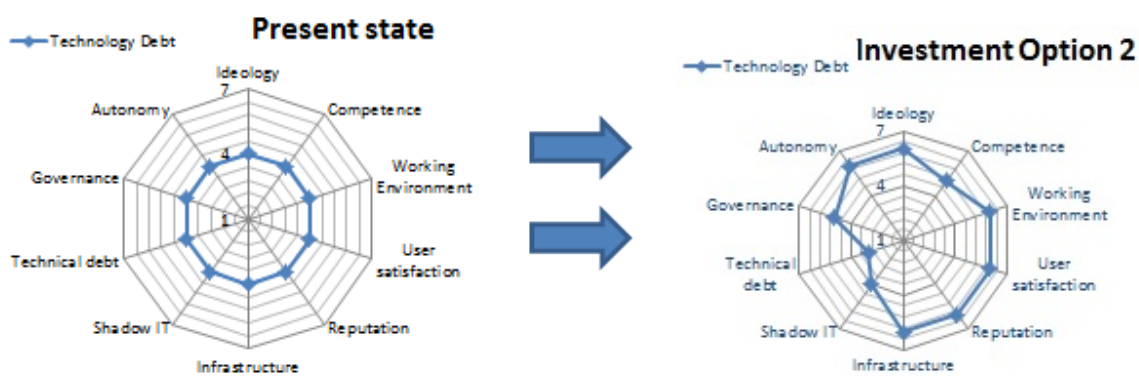 Present state
Technology Debt
Ideology
7
Autonomy
Competence
4
Governance
Working
Environment
1
Technical debt
User
satisfaction
Shadow IT
Reputation
Infrastructure
Investment Option 2
Technology Debt
Ideology
7
Autonomy
Competence
4
Governance
Working
Environment
1
Technical
debt
User
satisfaction
Shadow IT
Reputation
Infrastructure